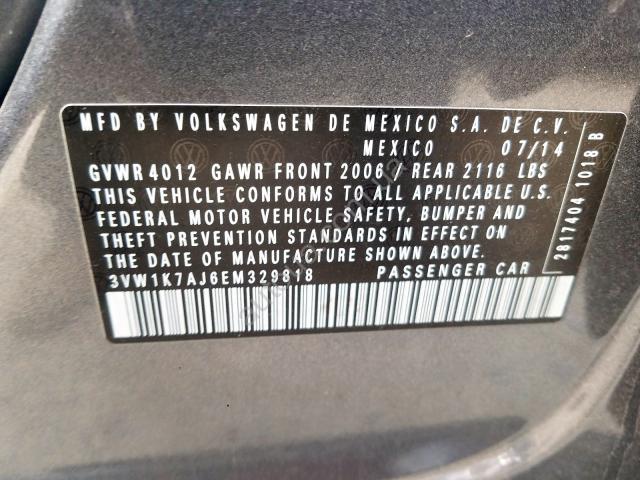 MFD BY VOLKSWAGEN DE MEXICO S.A. DE C.V.
MEXICO 07/14
GVWR 4012 GAWR FRONT 2006 / REAR 2116 LBS
THIS VEHICLE CONFORMS TO ALL APPLICABLE U.S.
FEDERAL MOTOR VEHICLE SAFETY, BUMPER AND
THEFT PREVENTION STANDARDS IN EFFECT ON
THE DATE OF MANUFACTURE SHOWN ABOVE.
3VW1K7AJ6EM329818 PASSENGER CAR
2817404 1018 B